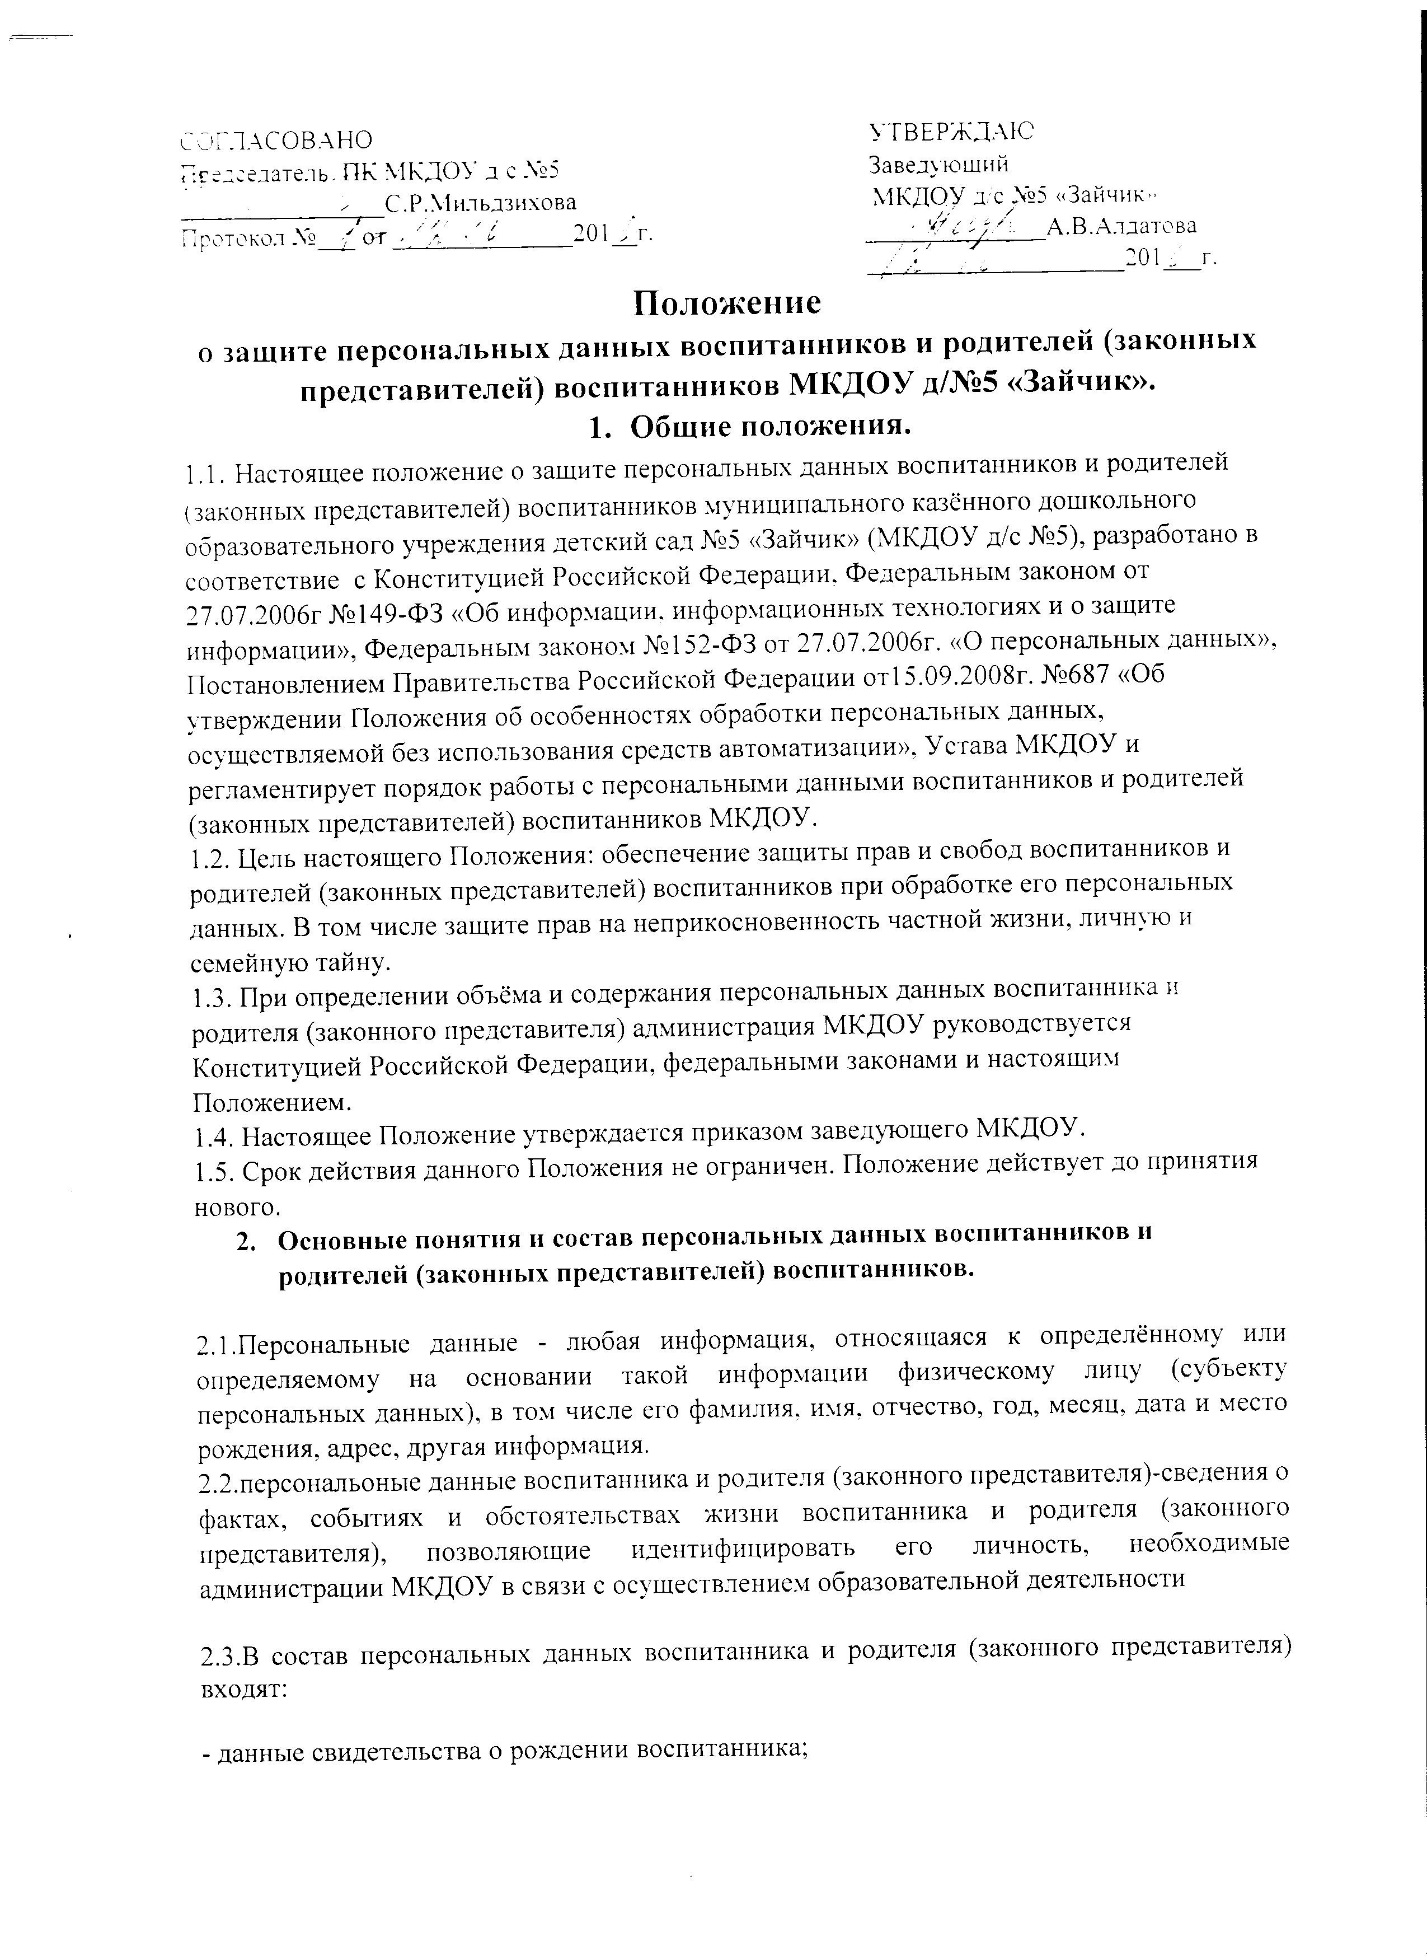 СОГЛАСОВАНО
Председатель. ПК МКДОУ д с №5
С.Р.Мильдзихова
Протокол №___ от ______________201__г.
УТВЕРЖДАЮ
Заведующий
МКДОУ д/с №5 «Зайчик»
А.В.Алдатова
201___г.
Положение
о защите персональных данных воспитанников и родителей (законных
представителей) воспитанников МКДОУ д/№5 «Зайчик».
1. Общие положения.
1.1. Настоящее положение о защите персональных данных воспитанников и родителей
(законных представителей) воспитанников муниципального казённого дошкольного
образовательного учреждения детский сад №5 «Зайчик» (МКДОУ д/с №5), разработано в
соответствие с Конституцией Российской Федерации, Федеральным законом от
27.07.2006г №149-ФЗ «Об информации, информационных технологиях и о защите
информации», Федеральным законом №152-ФЗ от 27.07.2006г. «О персональных данных»,
Постановлением Правительства Российской Федерации от15.09.2008г. №687 «Об
утверждении Положения об особенностях обработки персональных данных,
осуществляемой без использования средств автоматизации», Устава МКДОУ и
регламентирует порядок работы с персональными данными воспитанников и родителей
(законных представителей) воспитанников МКДОУ.
1.2. Цель настоящего Положения: обеспечение защиты прав и свобод воспитанников и
родителей (законных представителей) воспитанников при обработке его персональных
данных. В том числе защите прав на неприкосновенность частной жизни, личную и
семейную тайну.
1.3. При определении объёма и содержания персональных данных воспитанника и
родителя (законного представителя) администрация МКДОУ руководствуется
Конституцией Российской Федерации, федеральными законами и настоящим
Положением.
1.4. Настоящее Положение утверждается приказом заведующего МКДОУ.
1.5. Срок действия данного Положения не ограничен. Положение действует до принятия
нового.
2. Основные понятия и состав персональных данных воспитанников и
родителей (законных представителей) воспитанников.
2.1.Персональные данные - любая информация, относящаяся к определённому или
определяемому на основании такой информации физическому лицу (субъекту
персональных данных), в том числе его фамилия, имя, отчество, год, месяц, дата и место
рождения, адрес, другая информация.
2.2.персональоные данные воспитанника и родителя (законного представителя)-сведения о
фактах, событиях и обстоятельствах жизни воспитанника и родителя (законного
представителя), позволяющие идентифицировать его личность, необходимые
администрации МКДОУ в связи с осуществлением образовательной деятельности
2.3.В состав персональных данных воспитанника и родителя (законного представителя)
входят:
- данные свидетельства о рождении воспитанника;